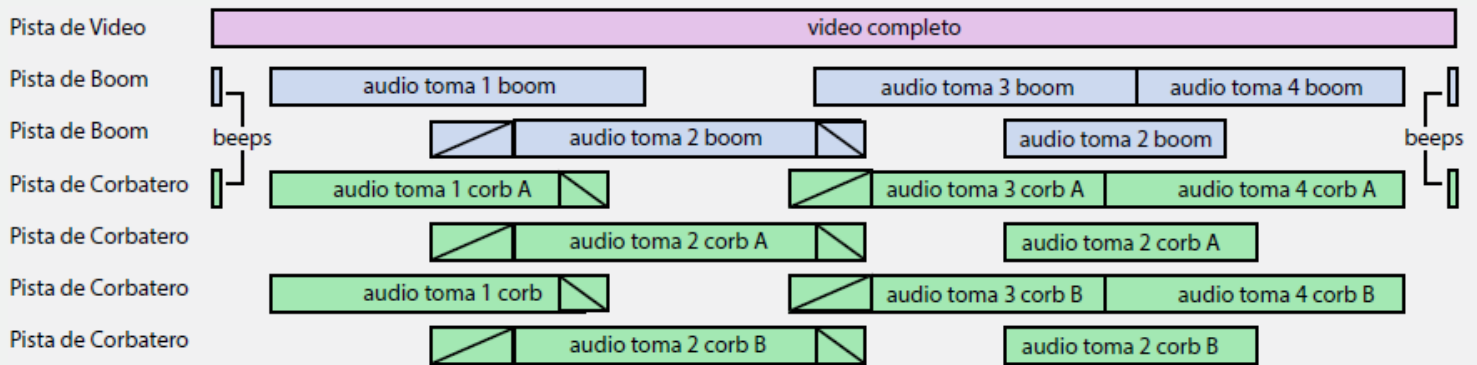 Pista de Video
video completo
Pista de Boom
audio toma 1 boom
audio toma 3 boom
audio toma 4 boom
Pista de Boom
beeps
audio toma 2 boom
audio toma 2 boom
beeps
Pista de Corbatero
audio toma 1 corb A
audio toma 3 corb A
audio toma 4 corb A
Pista de Corbatero
audio toma 2 corb A
audio toma 2 corb A
Pista de Corbatero
audio toma 1 corb
audio toma 3 corb B
audio toma 4 corb B
Pista de Corbatero
audio toma 2 corb B
audio toma 2 corb B